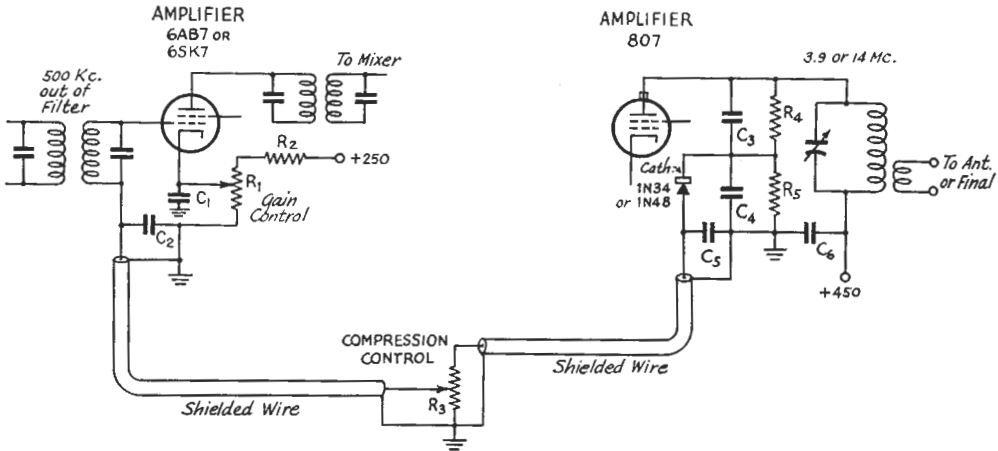 AMPLIFIER
6AB7 OR
6SK7
To Mixer
500 Kc.
out of
Filter
R2
+250
R1
Gain
Control
C1
C2
AMPLIFIER
807
3.9 or 14 Mc.
C3
R4
Cath.
1N34
or 1N48
C4
R5
C5
C6
+450
To Ant.
or Final
COMPRESSION
CONTROL
R3
Shielded Wire
Shielded Wire